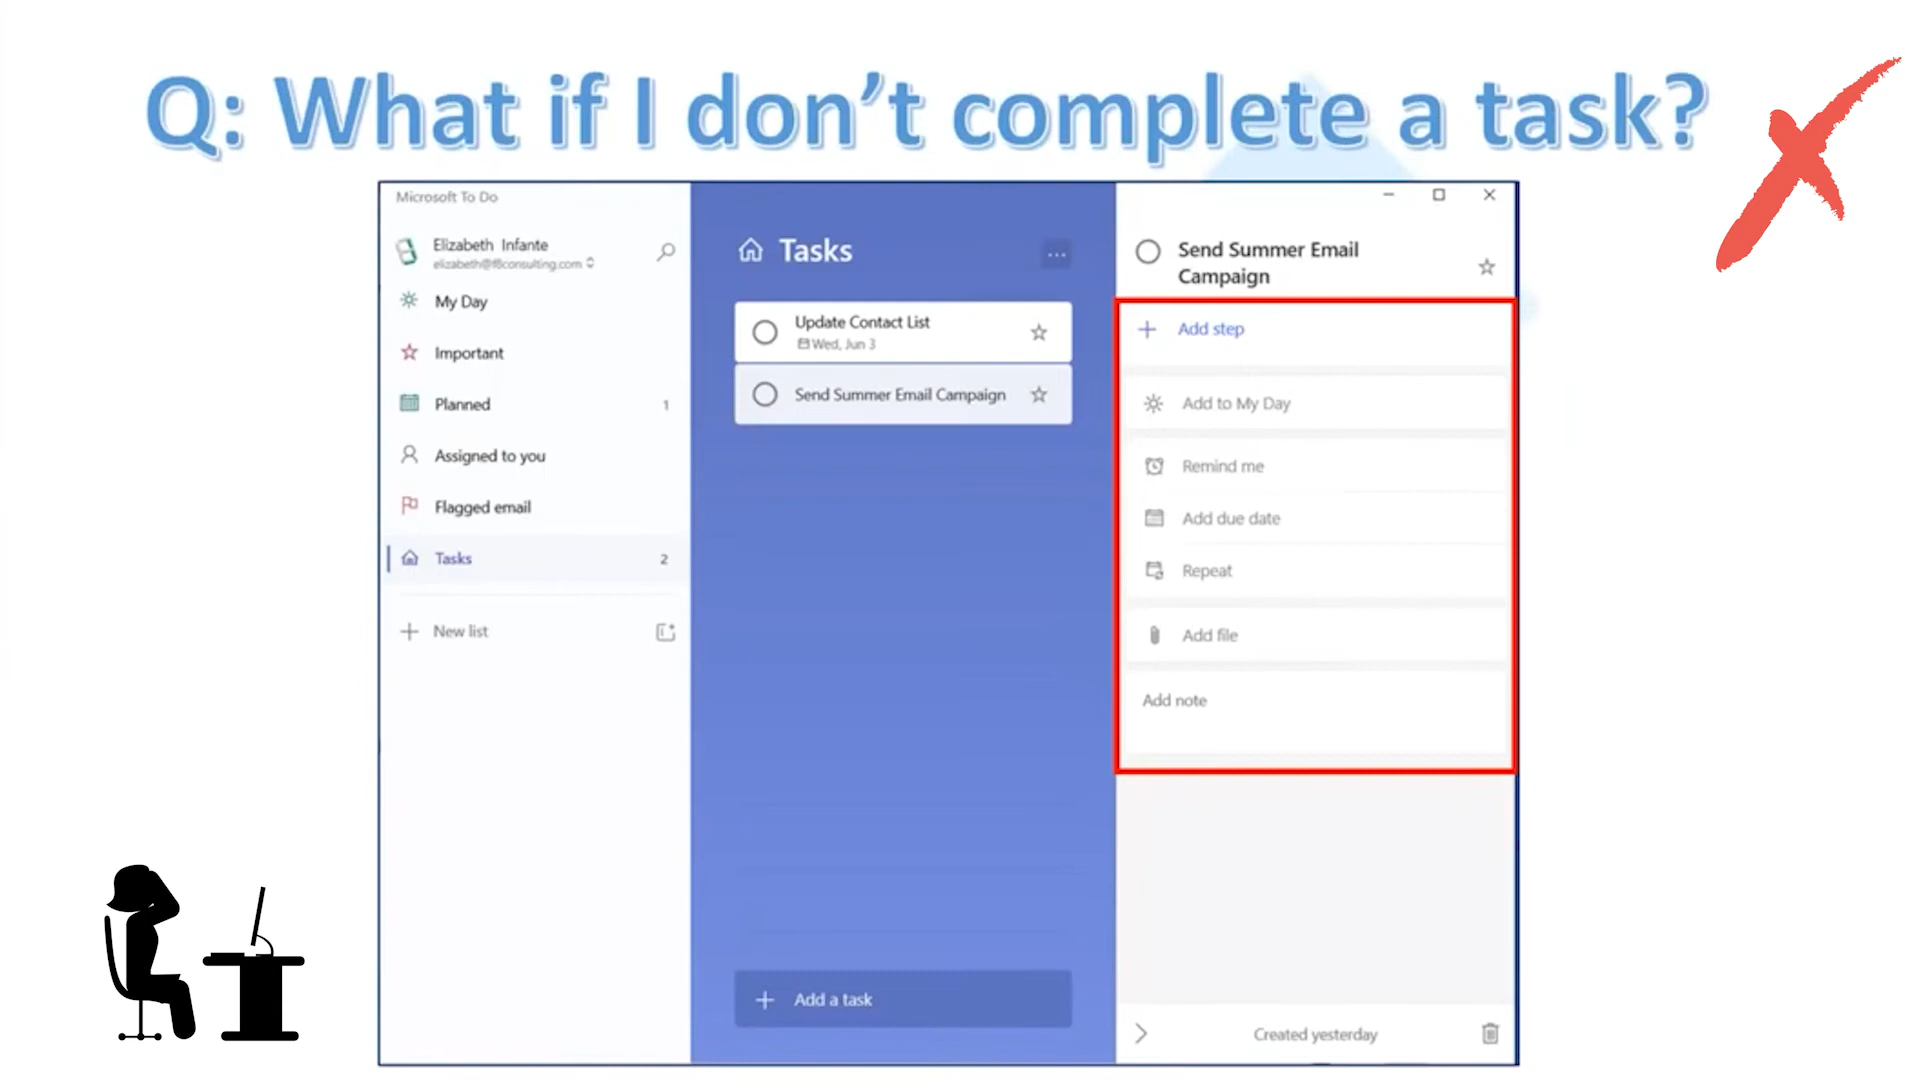 Q: What if I don’t complete a task?
Microsoft To Do
Elizabeth Infante
elizabeth@f8consulting.com
My Day
Important
Planned 1
Assigned to you
Flagged email
Tasks 2
New list
Tasks
Update Contact List
Wed, Jun 3
Send Summer Email Campaign
Add a task
Send Summer Email
Campaign
Add step
Add to My Day
Remind me
Add due date
Repeat
Add file
Add note
Created yesterday